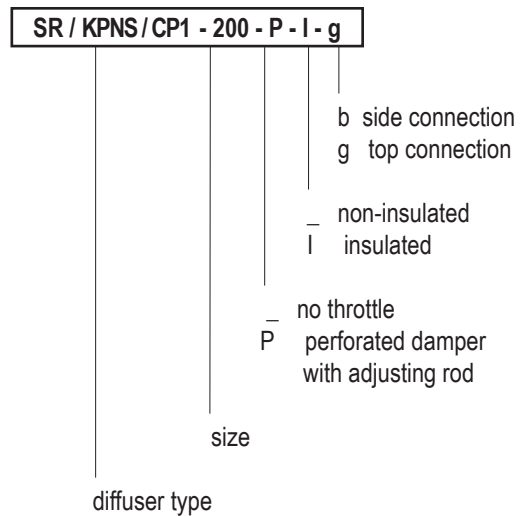 SR / KPNS / CP1 - 200 - P - I - g
b side connection
g top connection
_ non-insulated
I insulated
_ no throttle
P perforated damper
with adjusting rod
size
diffuser type